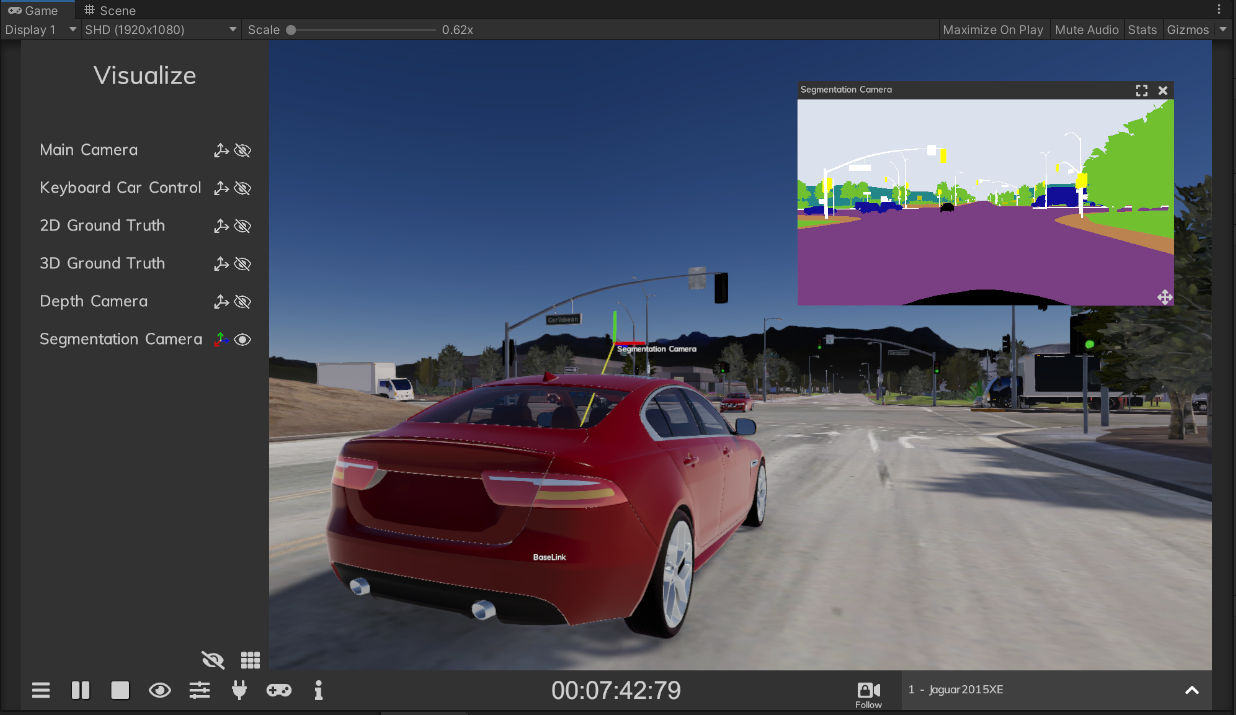 Game
Scene
Display 1
SHD (1920x1080)
Scale
0.62x
Maximize On Play
Mute Audio
Stats
Gizmos
Visualize
Segmentation Camera
Main Camera
Keyboard Car Control
2D Ground Truth
3D Ground Truth
Depth Camera
Segmentation Camera
Caribbean
Segmentation Camera
BaseLink
00:07:42:79
Follow
1 - Jaguar2015XE